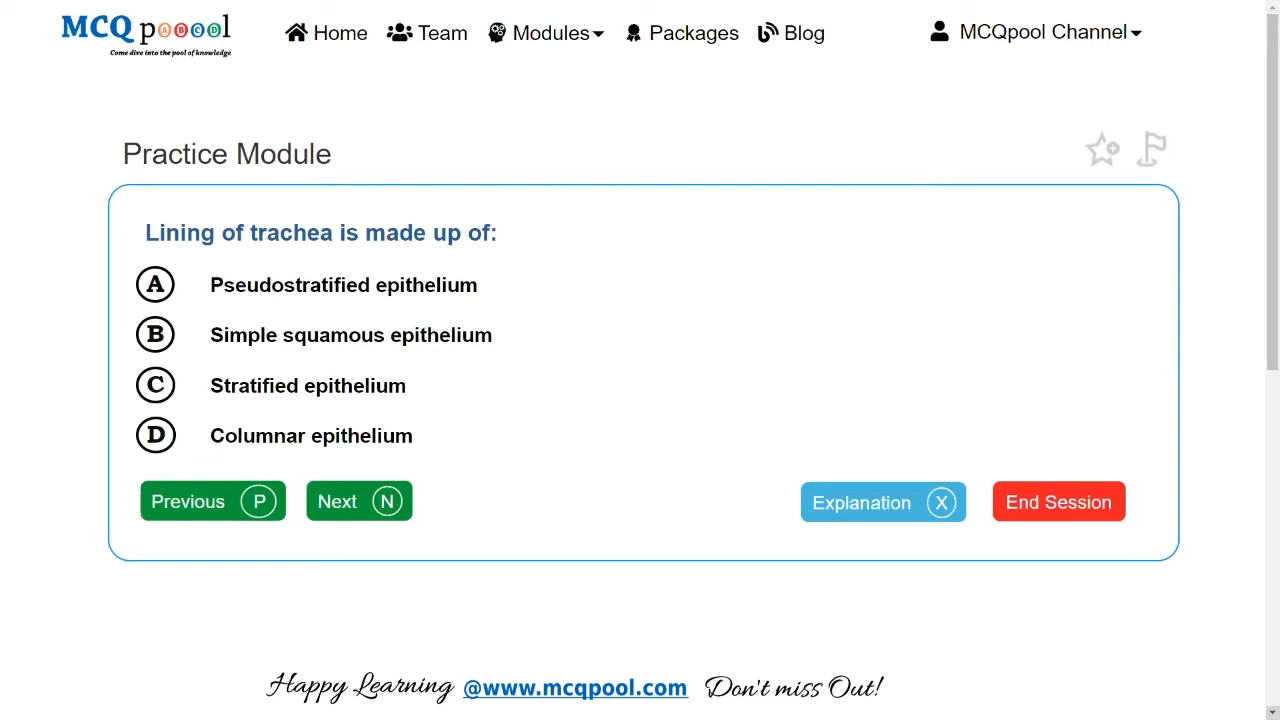 MCQ pooool
Come dive into the pool of knowledge
Home Team Modules Packages Blog MCQpool Channel
Practice Module
Lining of trachea is made up of:
A Pseudostratified epithelium
B Simple squamous epithelium
C Stratified epithelium
D Columnar epithelium
Previous P Next N Explanation X End Session
Happy Learning @www.mcqpool.com Don't miss Out!